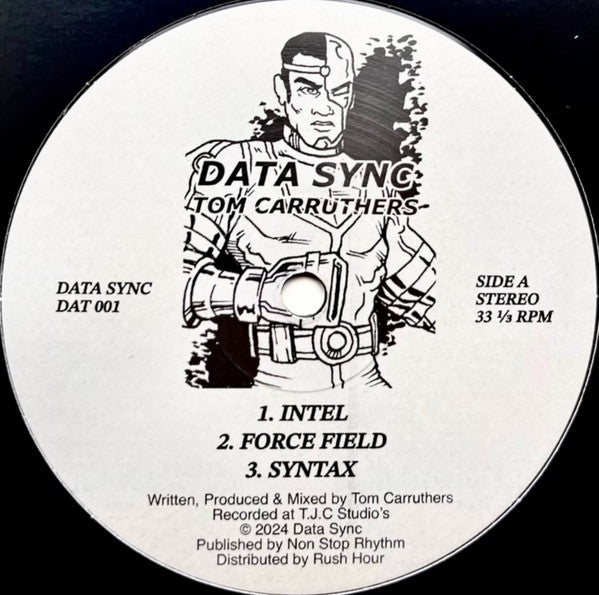 DATA SYNC
TOM CARRUTHERS
DATA SYNC
DAT 001
SIDE A
STEREO
33 ⅓ RPM
1. INTEL
2. FORCE FIELD
3. SYNTAX
Written, Produced & Mixed by Tom Carruthers
Recorded at T.J.C Studio's
© 2024 Data Sync
Published by Non Stop Rhythm
Distributed by Rush Hour